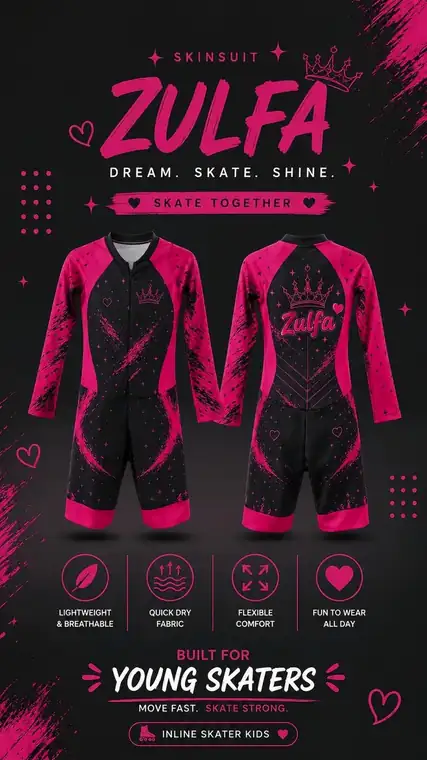 SKINSUIT
ZULFA
DREAM. SKATE. SHINE.
SKATE TOGETHER
Zulfa
LIGHTWEIGHT
& BREATHABLE
QUICK DRY
FABRIC
FLEXIBLE
COMFORT
FUN TO WEAR
ALL DAY
BUILT FOR
YOUNG SKATERS
MOVE FAST. SKATE STRONG.
INLINE SKATER KIDS